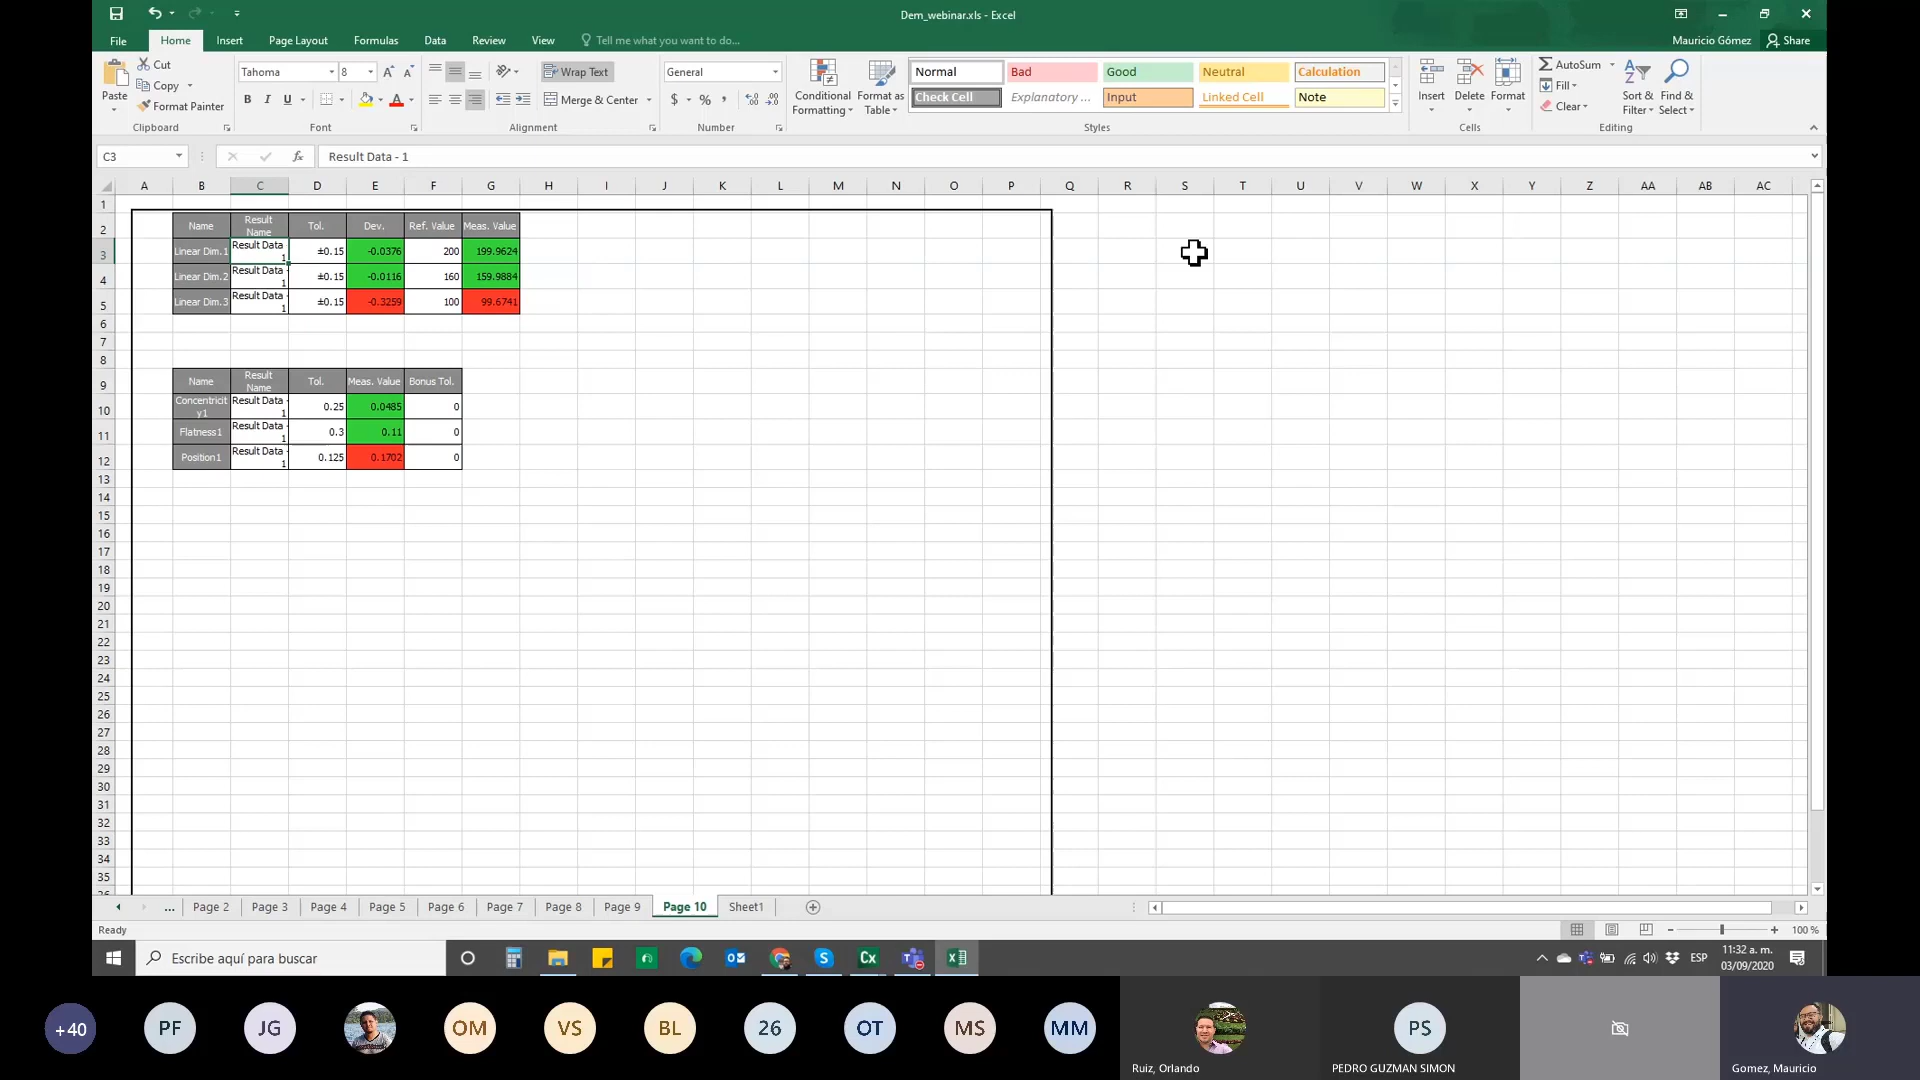 Dem_webinar.xls - Excel
File Home Insert Page Layout Formulas Data Review View Tell me what you want to do... Mauricio Gómez Share
Paste Cut Copy Format Painter Clipboard
Tahoma 8 B I U Font
Wrap Text Merge & Center Alignment
General $ % , Number
Conditional Formatting Format as Table
Normal Bad Good Neutral Calculation
Check Cell Explanatory ... Input Linked Cell Note
Styles
Insert Delete Format Cells
AutoSum Fill Clear Sort & Filter Find & Select Editing
C3 fx Result Data - 1
A B C D E F G H I J K L M N O P Q R S T U V W X Y Z AA AB AC
1
2 Name Result Name Tol. Dev. Ref. Value Meas. Value
3 Linear Dim.1 Result Data 1 ±0.15 -0.0376 200 199.9624
4 Linear Dim.2 Result Data - 1 ±0.15 -0.0116 160 159.9884
5 Linear Dim.3 Result Data - 1 ±0.15 -0.3259 100 99.6741
6
7
8
9 Name Result Name Tol. Meas. Value Bonus Tol.
10 Concentricity1 Result Data - 1 0.25 0.0485 0
11 Flatness1 Result Data - 1 0.3 0.11 0
12 Position1 Result Data - 1 0.125 0.1702 0
13
14
15
16
17
18
19
20
21
22
23
24
25
26
27
28
29
30
31
32
33
34
35
... Page 2 Page 3 Page 4 Page 5 Page 6 Page 7 Page 8 Page 9 Page 10 Sheet1
Ready 100 %
Escribe aquí para buscar ESP 11:32 a. m.
03/09/2020
+40 PF JG OM VS BL 26 OT MS MM PS
Ruiz, Orlando PEDRO GUZMAN SIMON Gomez, Mauricio